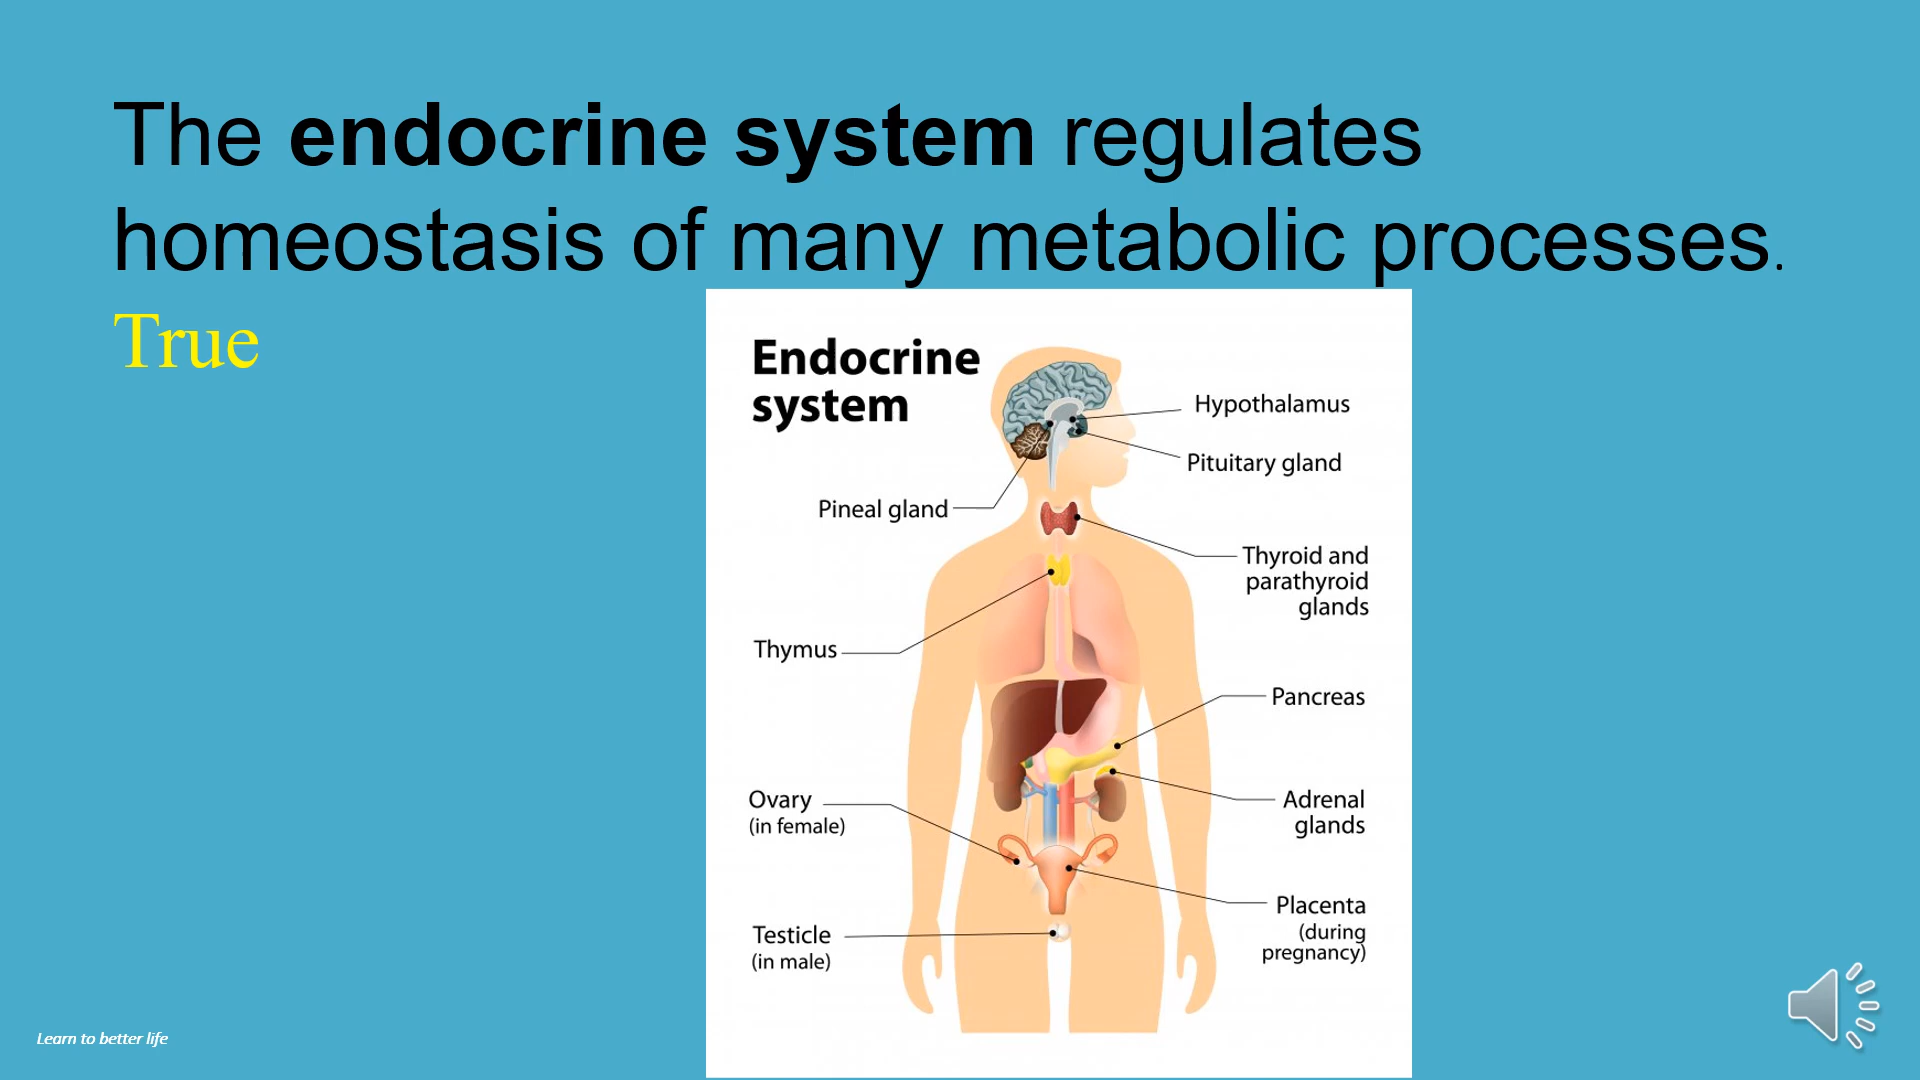 The endocrine system regulates
homeostasis of many metabolic processes.
True
Endocrine
system
Hypothalamus
Pituitary gland
Pineal gland
Thyroid and
parathyroid
glands
Thymus
Pancreas
Ovary
(in female)
Adrenal
glands
Placenta
(during
pregnancy)
Testicle
(in male)
Learn to better life